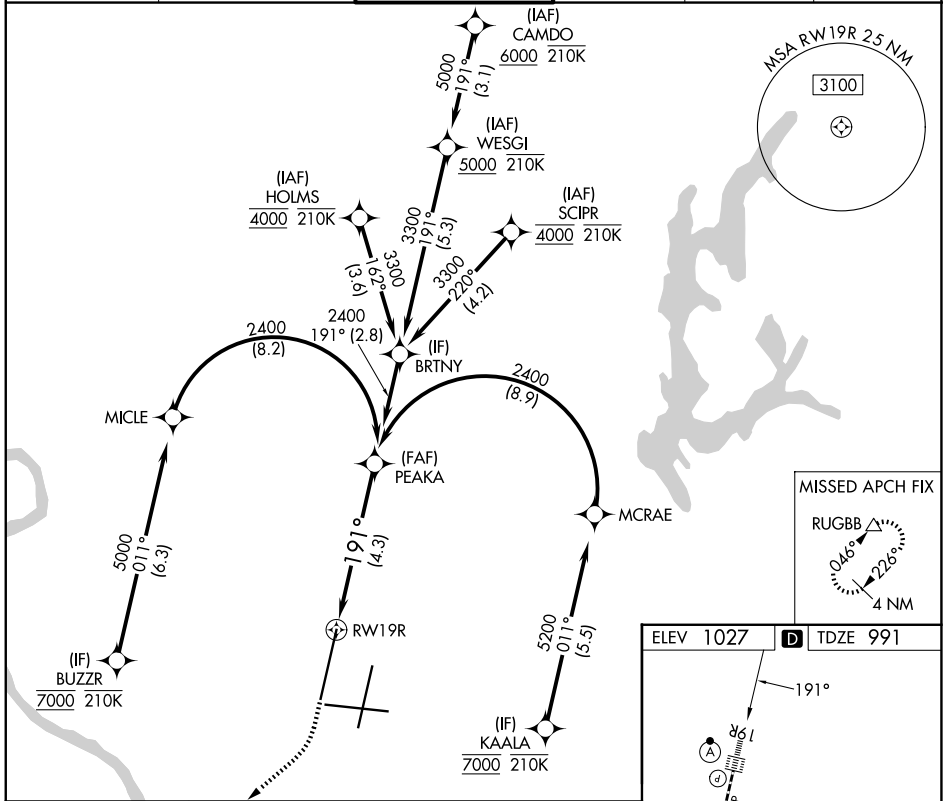 (IAF)
CAMDO
6000 210K
5000
191°
(3.1)
MSA RW19R 25 NM
3100
(IAF)
WESGI
5000 210K
(IAF)
HOLMS
4000 210K
(IAF)
SCIPR
4000 210K
3300
191°
(5.3)
3300
162°
(3.6)
3300
220°
(4.2)
2400
191° (2.8)
2400
(8.2)
(IF)
BRTNY
2400
(8.9)
MICLE
(FAF)
PEAKA
MCRAE
MISSED APCH FIX
RUGBB
046°
226°
4 NM
5000
011°
(6.3)
191°
(4.3)
RW19R
5200
011°
(5.5)
(IF)
BUZZR
7000 210K
(IF)
KAALA
7000 210K
ELEV 1027 D TDZE 991
191°
19R
A
P